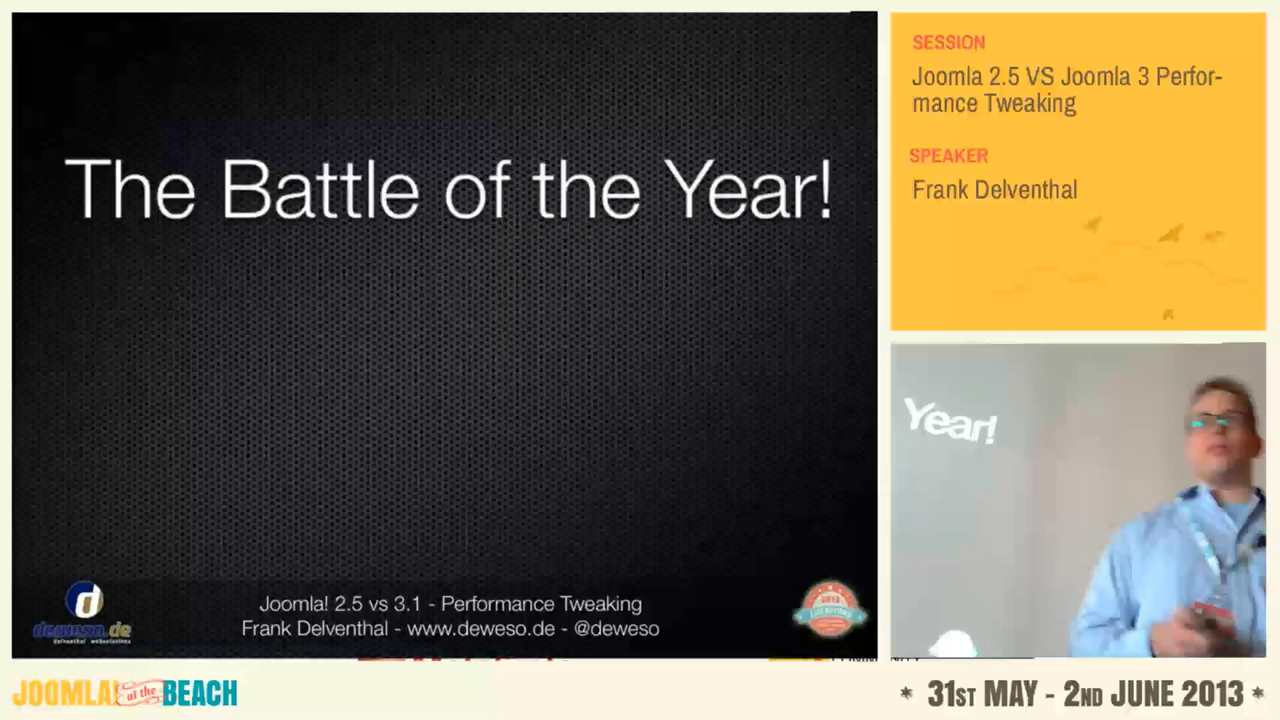 The Battle of the Year!
Joomla! 2.5 vs 3.1 - Performance Tweaking
Frank Delventhal - www.deweso.de - @deweso
deweso.de
SESSION
Joomla 2.5 VS Joomla 3 Perfor-
mance Tweaking
SPEAKER
Frank Delventhal
Year!
JOOMLA! at the BEACH
* 31ST MAY - 2ND JUNE 2013 *